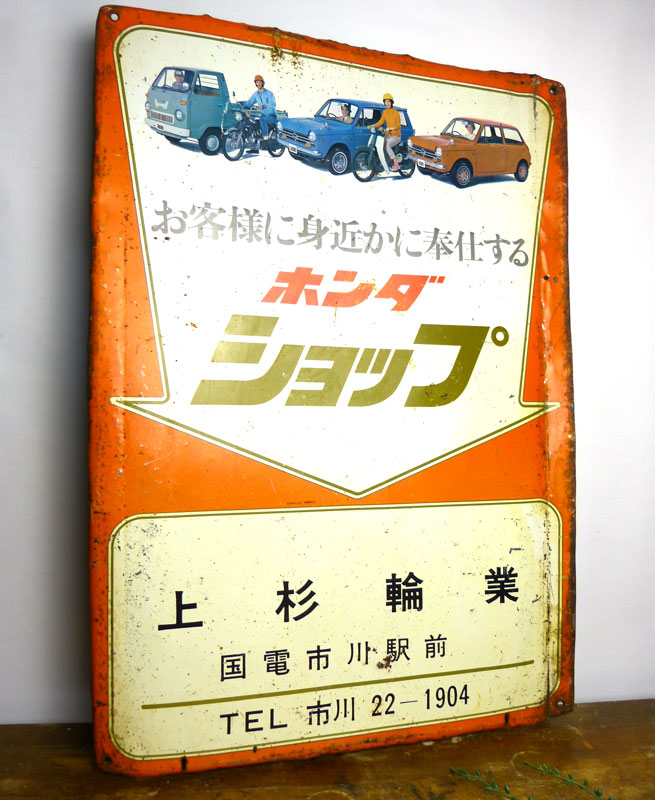 お客様に身近かに奉仕する
ホンダ
ショップ
上杉輪業
国電市川駅前
TEL 市川 22-1904